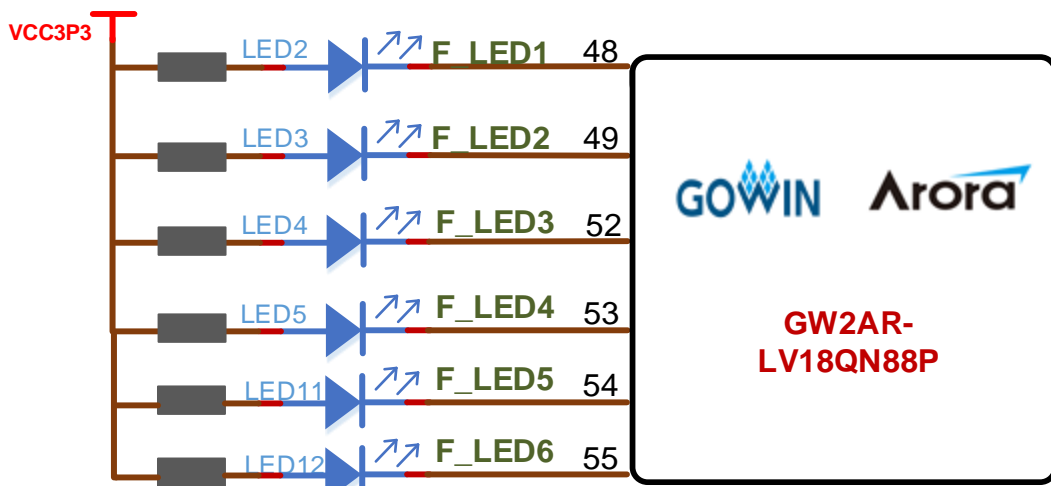 VCC3P3
LED2 F_LED1 48
LED3 F_LED2 49
LED4 F_LED3 52
LED5 F_LED4 53
LED11 F_LED5 54
LED12 F_LED6 55
GOWIN Arora
GW2AR-
LV18QN88P